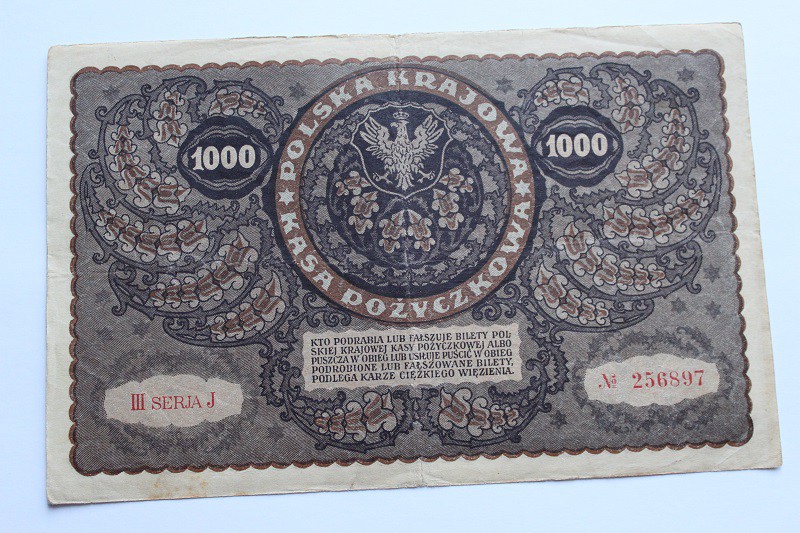 POLSKA KRAJOWA
KASA POŻYCZKOWA
1000
1000
KTO PODRABIA LUB FAŁSZUJE BILETY POL-
SKIEJ KRAJOWEJ KASY POŻYCZKOWEJ ALBO
PUSZCZA W OBIEG LUB USIŁUJE PUŚCIĆ W OBIEG
PODROBIONE LUB FAŁSZOWANE BILETY,
PODLEGA KARZE CIĘŻKIEGO WIĘZIENIA.
III SERJA J
№ 256897